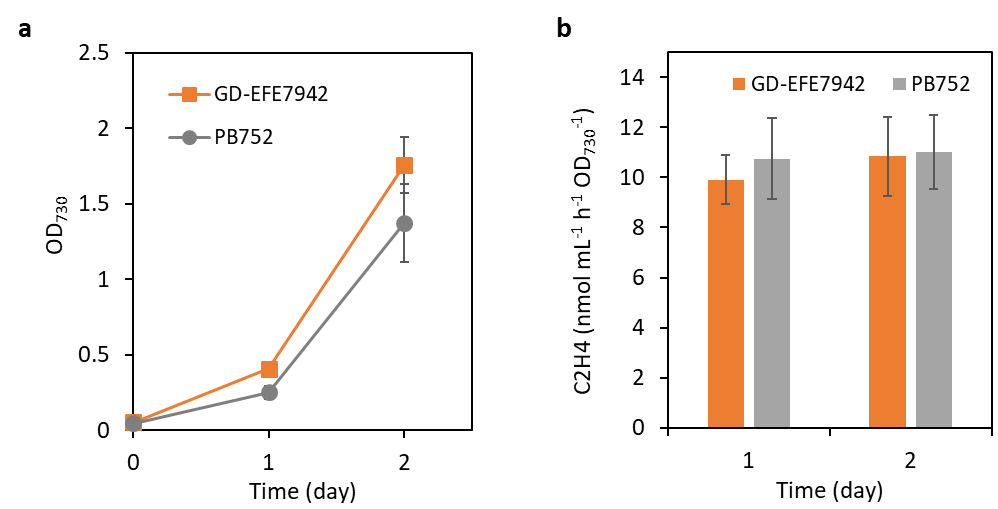 a
2.5
2
1.5
1
0.5
0
OD730
GD-EFE7942
PB752
0 1 2
Time (day)
b
14
12
10
8
6
4
2
0
C2H4 (nmol mL-1 h-1 OD730-1)
GD-EFE7942 PB752
1 2
Time (day)